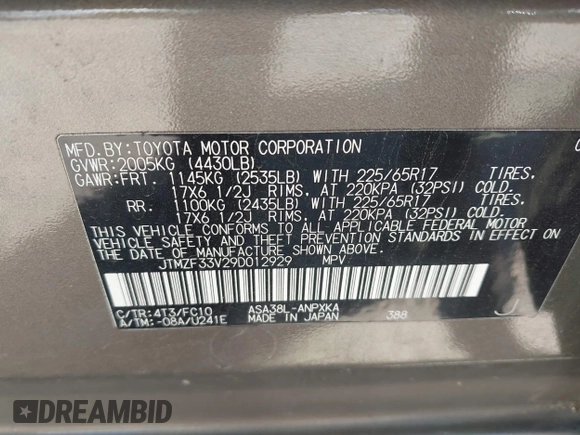 MFD.BY:TOYOTA MOTOR CORPORATION
GVWR:2005KG (4430LB)
GAWR:FRT. 1145KG (2535LB) WITH 225/65R17 TIRES.
17X6 1/2J RIMS. AT 220KPA (32PSI) COLD.
RR. 1100KG (2435LB) WITH 225/65R17 TIRES.
17X6 1/2J RIMS. AT 220KPA (32PSI) COLD.
THIS VEHICLE CONFORMS TO ALL APPLICABLE FEDERAL MOTOR
VEHICLE SAFETY AND THEFT PREVENTION STANDARDS IN EFFECT ON
THE DATE OF MANUFACTURE SHOWN ABOVE.
JTMZF33V29D012929 MPV
C/TR:4T3/FC10 ASA38L-ANPXKA
A/TM:-08A/U241E MADE IN JAPAN 388
J
DREAMBID